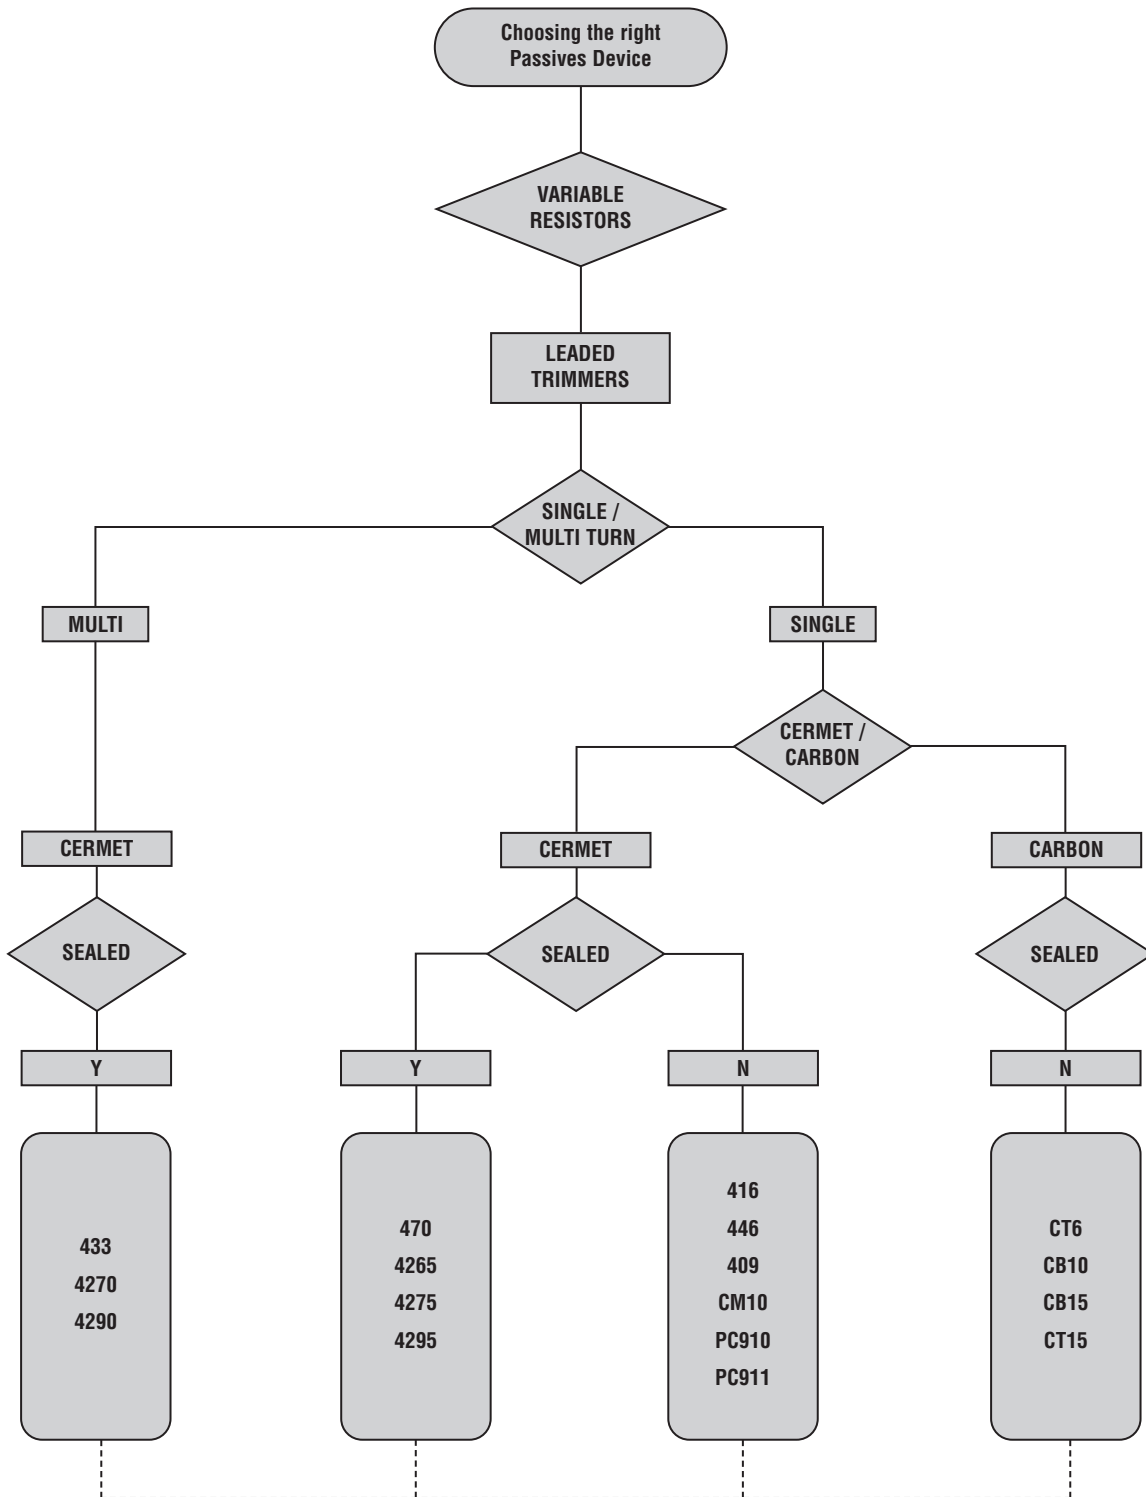 Choosing the right
Passives Device
VARIABLE
RESISTORS
LEADED
TRIMMERS
SINGLE /
MULTI TURN
MULTI
SINGLE
CERMET /
CARBON
CERMET
CERMET
CARBON
SEALED
SEALED
SEALED
Y
Y
N
N
433
4270
4290
470
4265
4275
4295
416
446
409
CM10
PC910
PC911
CT6
CB10
CB15
CT15